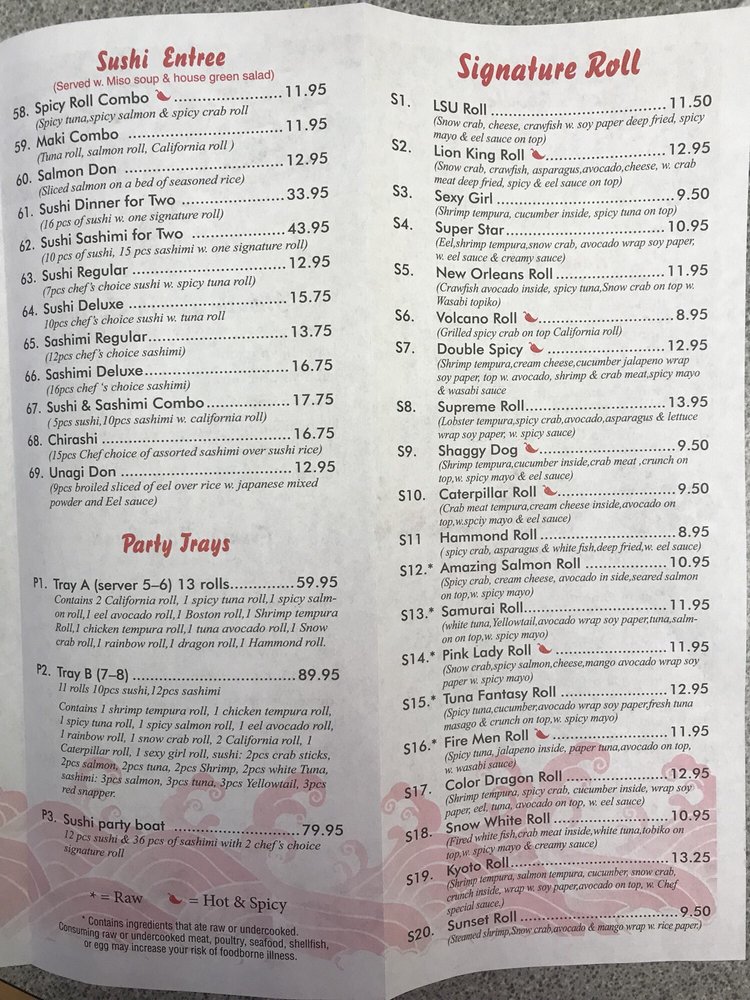 Sushi Entree
(Served w. Miso soup & house green salad)
58. Spicy Roll Combo ........................11.95
(Spicy tuna,spicy salmon & spicy crab roll
59. Maki Combo ................................11.95
(Tuna roll, salmon roll, California roll )
60. Salmon Don ................................12.95
(Sliced salmon on a bed of seasoned rice)
61. Sushi Dinner for Two .....................33.95
(16 pcs of sushi w. one signature roll)
62. Sushi Sashimi for Two ...................43.95
(10 pcs of sushi, 15 pcs sashimi w. one signature roll)
63. Sushi Regular ..............................12.95
(7pcs chef's choice sushi w. spicy tuna roll)
64. Sushi Deluxe ................................15.75
10pcs chef's choice sushi w. tuna roll
65. Sashimi Regular...........................13.75
(12pcs chef's choice sashimi)
66. Sashimi Deluxe............................16.75
(16pcs chef 's choice sashimi)
67. Sushi & Sashimi Combo................17.75
( 5pcs sushi,10pcs sashimi w. california roll)
68. Chirashi .....................................16.75
(15pcs Chef choice of assorted sashimi over sushi rice)
69. Unagi Don ..................................12.95
(9pcs broiled sliced of eel over rice w. japanese mixed
powder and Eel sauce)
Party Trays
P1. Tray A (server 5–6) 13 rolls............59.95
Contains 2 California roll, 1 spicy tuna roll,1 spicy salm-
on roll,1 eel avocado roll,1 Boston roll,1 Shrimp tempura
Roll,1 chicken tempura roll,1 tuna avocado roll,1 Snow
crab roll,1 rainbow roll,1 dragon roll,1 Hammond roll.
P2. Tray B (7–8) ..............................89.95
11 rolls 10pcs sushi,12pcs sashimi
Contains 1 shrimp tempura roll, 1 chicken tempura roll,
1 spicy tuna roll, 1 spicy salmon roll, 1 eel avocado roll,
1 rainbow roll, 1 snow crab roll, 2 California roll, 1
Caterpillar roll, 1 sexy girl roll, sushi: 2pcs crab sticks,
2pcs salmon, 2pcs tuna, 2pcs Shrimp, 2pcs white Tuna,
sashimi: 3pcs salmon, 3pcs tuna, 3pcs Yellowtail, 3pcs
red snapper.
P3. Sushi party boat ........................79.95
12 pcs sushi & 36 pcs of sashimi with 2 chef's choice
signature roll
* = Raw = Hot & Spicy
* Contains ingredients that ate raw or undercooked.
Consuming raw or undercooked meat, poultry, seafood, shellfish,
or egg may increase your risk of foodborne illness.
Signature Roll
S1. LSU Roll ....................................11.50
(Snow crab, cheese, crawfish w. soy paper deep fried, spicy
mayo & eel sauce on top)
S2. Lion King Roll ..........................12.95
(Snow crab, crawfish, asparagus,avocado,cheese, w. crab
meat deep fried, spicy & eel sauce on top)
S3. Sexy Girl ....................................9.50
(Shrimp tempura, cucumber inside, spicy tuna on top)
S4. Super Star.................................10.95
(Eel,shrimp tempura,snow crab, avocado wrap soy paper,
w. eel sauce & creamy sauce)
S5. New Orleans Roll......................11.95
(Crawfish avocado inside, spicy tuna,Snow crab on top w.
Wasabi topiko)
S6. Volcano Roll ............................8.95
(Grilled spicy crab on top California roll)
S7. Double Spicy ..........................12.95
(Shrimp tempura,cream cheese,cucumber jalapeno wrap
soy paper, top w. avocado, shrimp & crab meat,spicy mayo
& wasabi sauce
S8. Supreme Roll............................13.95
(Lobster tempura,spicy crab,avocado,asparagus & lettuce
wrap soy paper, w. spicy sauce)
S9. Shaggy Dog ............................9.50
(Shrimp tempura,cucumber inside,crab meat ,crunch on
top,w. spicy mayo & eel sauce)
S10. Caterpillar Roll ........................9.50
(Crab meat tempura,cream cheese inside,avocado on
top,w.spciy mayo & eel sauce)
S11 Hammond Roll ..........................8.95
( spicy crab, asparagus & white fish,deep fried,w. eel sauce)
S12.* Amazing Salmon Roll ...............10.95
(Spicy crab, cream cheese, avocado in side,seared salmon
on top,w. spicy mayo)
S13.* Samurai Roll............................11.95
(white tuna,Yellowtail,avocado wrap soy paper,tuna,salm-
on on top,w. spicy mayo)
S14.* Pink Lady Roll .......................11.95
(Snow crab,spicy salmon,cheese,mango avocado wrap soy
paper w. spicy mayo)
S15.* Tuna Fantasy Roll ....................12.95
(Spicy tuna,cucumber,avocado wrap soy paper,fresh tuna
masago & crunch on top,w. spicy mayo)
S16.* Fire Men Roll ........................11.95
(Spicy tuna, jalapeno inside, paper tuna,avocado on top,
w. wasabi sauce)
S17. Color Dragon Roll ....................12.95
(Shrimp tempura, spicy crab, cucumber inside, wrap soy
paper, eel. tuna, avocado on top, w. eel sauce)
S18. Snow White Roll ......................10.95
(Fired white fish,crab meat inside,white tuna,tobiko on
top,w. spicy mayo & creamy sauce)
S19. Kyoto Roll................................13.25
(Shrimp tempura, salmon tempura, cucumber, snow crab,
crunch inside, wrap w. soy paper,avocado on top, w. Chef
special sauce.)
S20. Sunset Roll ..............................9.50
(Steamed shrimp,Snow crab,avocado & mango wrap w. rice paper,)